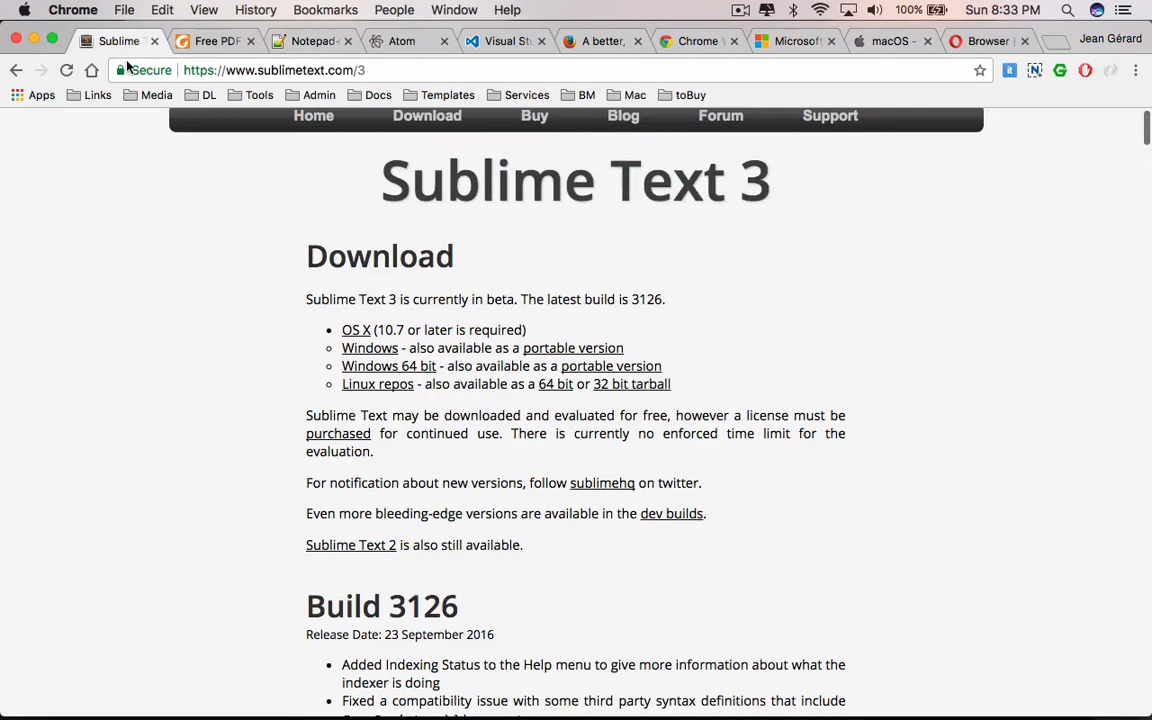 Chrome File Edit View History Bookmarks People Window Help 100% Sun 8:33 PM
Sublime T Free PDF Notepad+ Atom Visual Stu A better, Chrome W Microsoft macOS - Browser | Jean Gérard
Secure https://www.sublimetext.com/3
Apps Links Media DL Tools Admin Docs Templates Services BM Mac toBuy
Home Download Buy Blog Forum Support
Sublime Text 3
Download
Sublime Text 3 is currently in beta. The latest build is 3126.
OS X (10.7 or later is required)
Windows - also available as a portable version
Windows 64 bit - also available as a portable version
Linux repos - also available as a 64 bit or 32 bit tarball
Sublime Text may be downloaded and evaluated for free, however a license must be
purchased for continued use. There is currently no enforced time limit for the
evaluation.
For notification about new versions, follow sublimehq on twitter.
Even more bleeding-edge versions are available in the dev builds.
Sublime Text 2 is also still available.
Build 3126
Release Date: 23 September 2016
Added Indexing Status to the Help menu to give more information about what the
indexer is doing
Fixed a compatibility issue with some third party syntax definitions that include